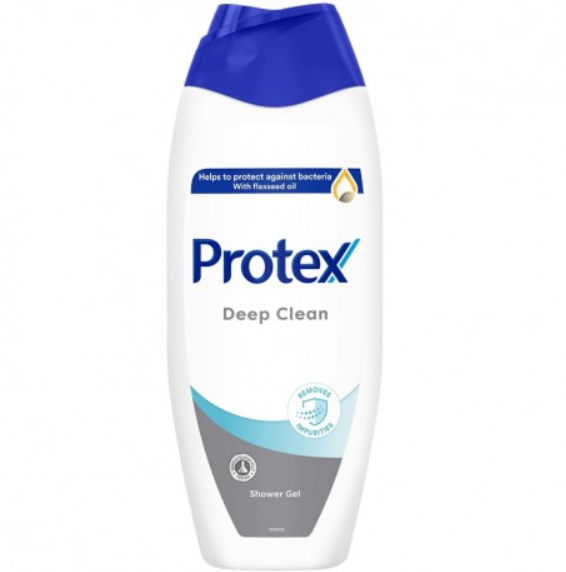 Helps to protect against bacteria
With flaxseed oil
Protex
Deep Clean
REMOVES
IMPURITIES
Shower Gel